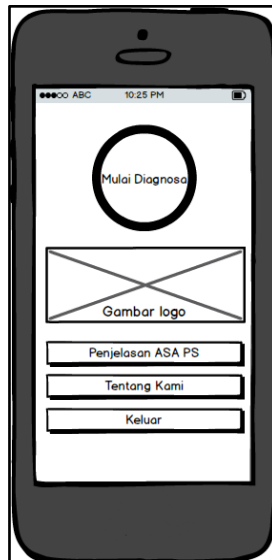 ABC 10:25 PM
Mulai Diagnosa
Gambar logo
Penjelasan ASA PS
Tentang Kami
Keluar